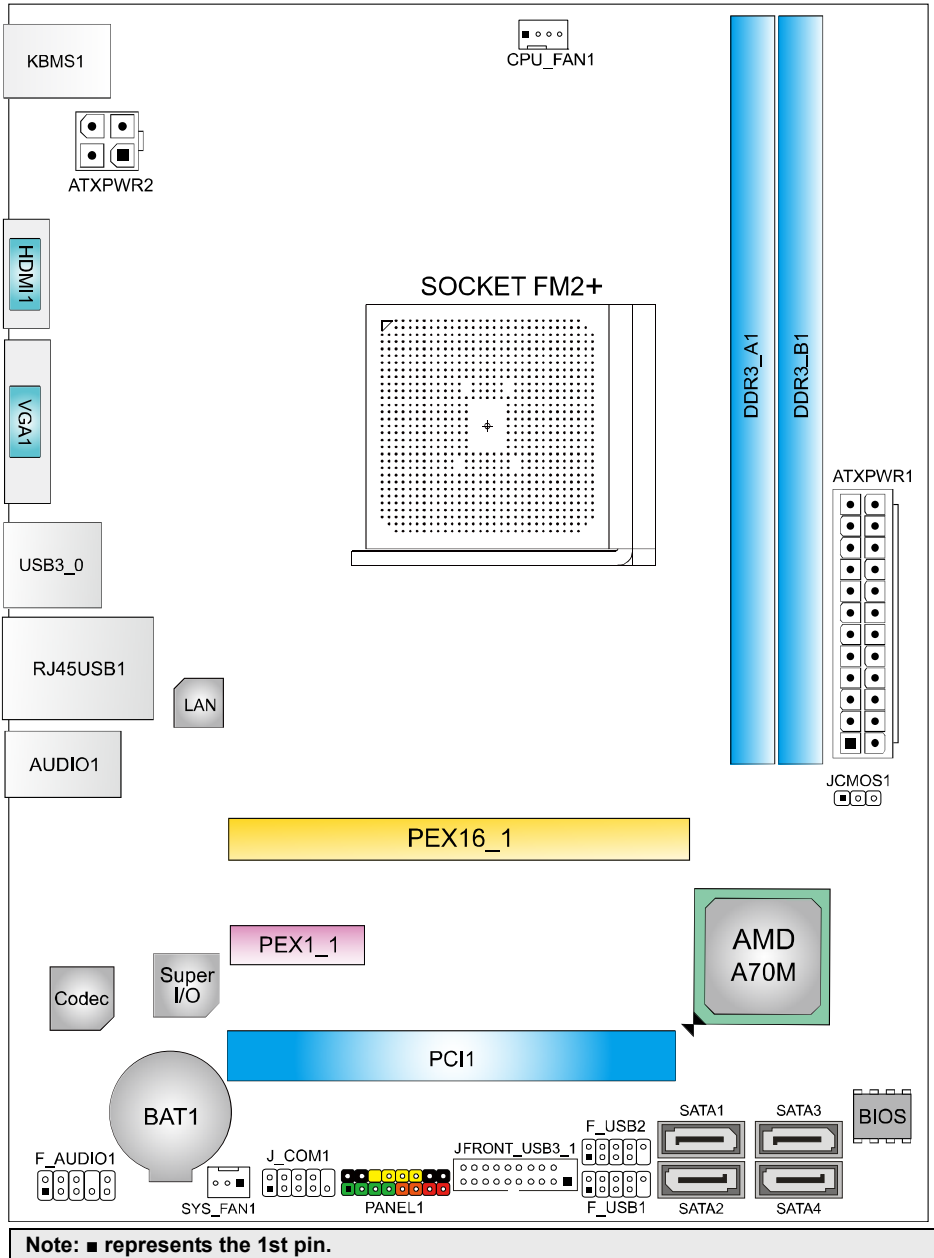 KBMS1
CPU_FAN1
ATXPWR2
HDMI1
SOCKET FM2+
DDR3_A1
DDR3_B1
VGA1
ATXPWR1
USB3_0
RJ45USB1
LAN
AUDIO1
JCMOS1
PEX16_1
PEX1_1
AMD
A70M
Codec
Super
I/O
PCI1
BAT1
SATA1
SATA3
BIOS
F_USB2
JFRONT_USB3_1
J_COM1
F_AUDIO1
SYS_FAN1
PANEL1
F_USB1
SATA2
SATA4
Note: ■ represents the 1st pin.